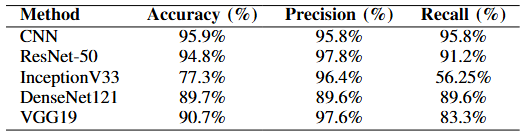 Method Accuracy (%) Precision (%) Recall (%)
CNN 95.9% 95.8% 95.8%
ResNet-50 94.8% 97.8% 91.2%
InceptionV33 77.3% 96.4% 56.25%
DenseNet121 89.7% 89.6% 89.6%
VGG19 90.7% 97.6% 83.3%